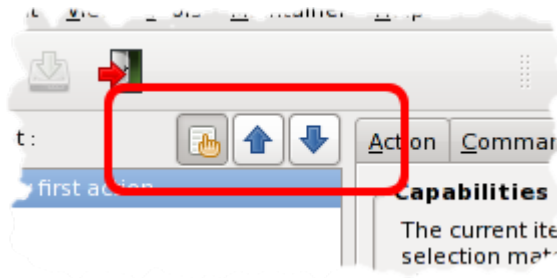 t :
Action Comman
first action
Capabilities
The current ite
selection mat